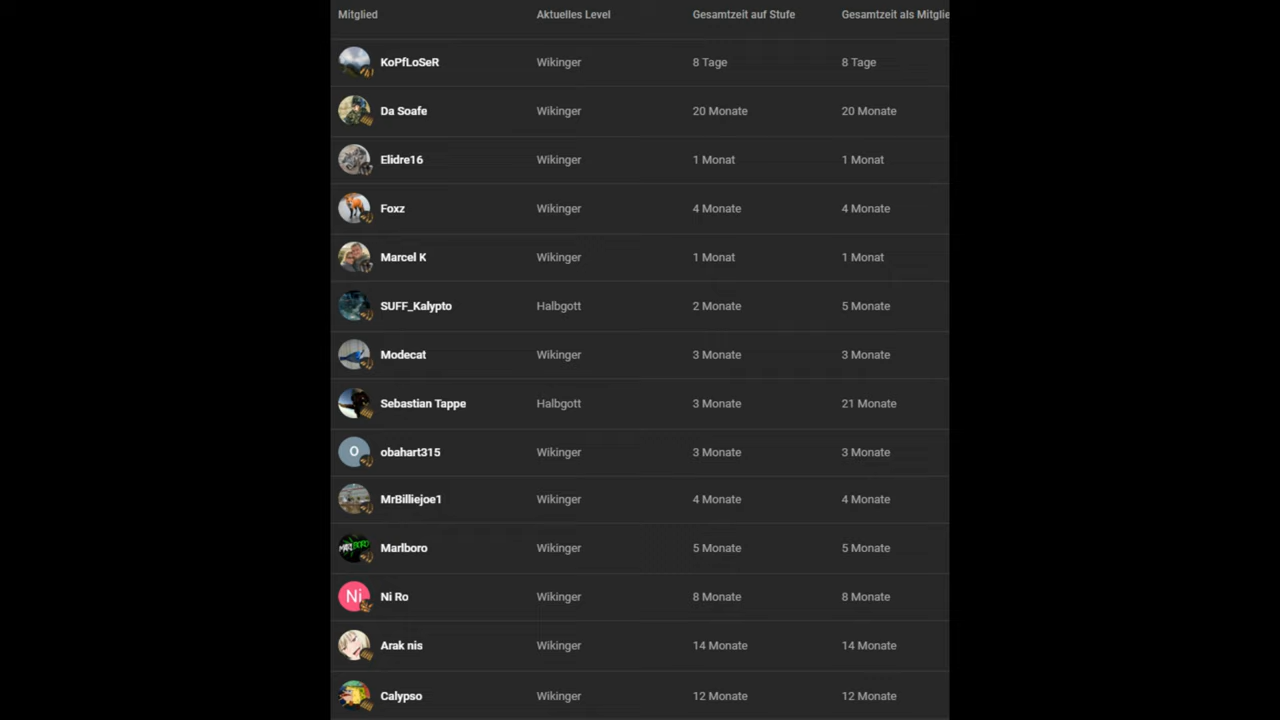 Mitglied Aktuelles Level Gesamtzeit auf Stufe Gesamtzeit als Mitglie
KoPfLoSeR Wikinger 8 Tage 8 Tage
Da Soafe Wikinger 20 Monate 20 Monate
Elidre16 Wikinger 1 Monat 1 Monat
Foxz Wikinger 4 Monate 4 Monate
Marcel K Wikinger 1 Monat 1 Monat
SUFF_Kalypto Halbgott 2 Monate 5 Monate
Modecat Wikinger 3 Monate 3 Monate
Sebastian Tappe Halbgott 3 Monate 21 Monate
O obahart315 Wikinger 3 Monate 3 Monate
MrBilliejoe1 Wikinger 4 Monate 4 Monate
Marlboro Wikinger 5 Monate 5 Monate
Ni Ni Ro Wikinger 8 Monate 8 Monate
Arak nis Wikinger 14 Monate 14 Monate
Calypso Wikinger 12 Monate 12 Monate